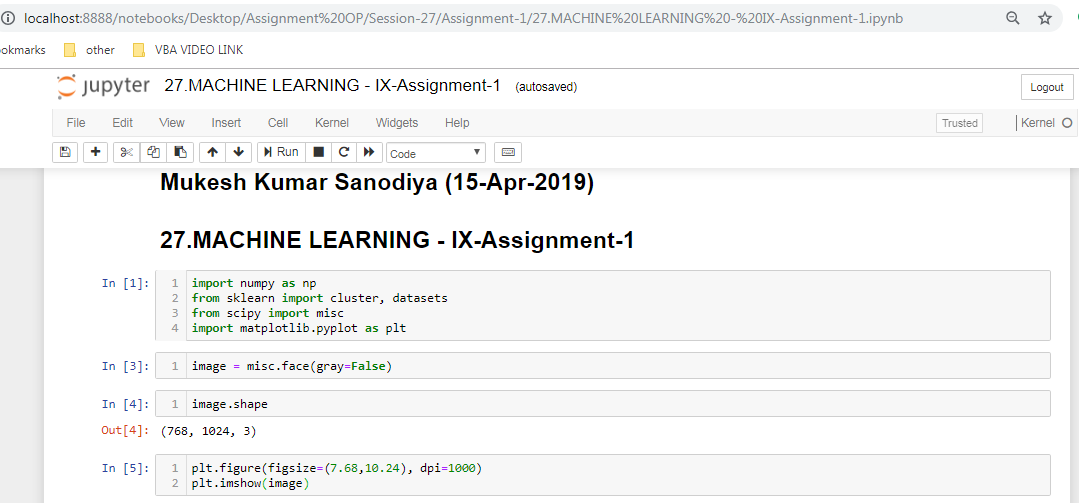 localhost:8888/notebooks/Desktop/Assignment%20OP/Session-27/Assignment-1/27.MACHINE%20LEARNING%20-%20IX-Assignment-1.ipynb
okmarks other VBA VIDEO LINK
jupyter 27.MACHINE LEARNING - IX-Assignment-1 (autosaved) Logout
File Edit View Insert Cell Kernel Widgets Help Trusted Kernel
Run Code
Mukesh Kumar Sanodiya (15-Apr-2019)
27.MACHINE LEARNING - IX-Assignment-1
In [1]: 1 import numpy as np
2 from sklearn import cluster, datasets
3 from scipy import misc
4 import matplotlib.pyplot as plt
In [3]: 1 image = misc.face(gray=False)
In [4]: 1 image.shape
Out[4]: (768, 1024, 3)
In [5]: 1 plt.figure(figsize=(7.68,10.24), dpi=1000)
2 plt.imshow(image)